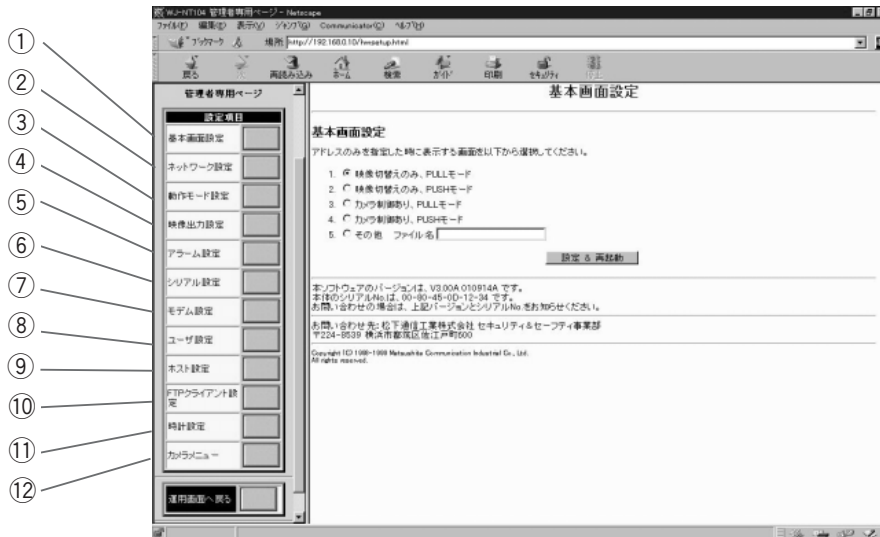 WJ-NT104 管理者専用ページ - Netscape
ファイル(F) 編集(E) 表示(V) ジャンプ(G) Communicator(C) ヘルプ(H)
ブックマーク 場所 http://192.168.0.10/hwsetup.html
戻る 再読み込み ホーム 検索 ガイド 印刷 セキュリティ 停止
①
②
③
④
⑤
⑥
⑦
⑧
⑨
⑩
⑪
⑫
管理者専用ページ
設定項目
基本画面設定
ネットワーク設定
動作モード設定
映像出力設定
アラーム設定
シリアル設定
モデム設定
ユーザ設定
ホスト設定
FTPクライアント設
定
時計設定
カメラメニュー
運用画面へ戻る
基本画面設定
基本画面設定
アドレスのみを指定した時に表示する画面を以下から選択してください。
1. 映像切替えのみ、PULLモード
2. 映像切替えのみ、PUSHモード
3. カメラ制御あり、PULLモード
4. カメラ制御あり、PUSHモード
5. その他 ファイル名
設定 & 再起動
本ソフトウェアのバージョンは、V3.00A 010914A です。
本体のシリアルNo.は、00-80-45-0D-12-34 です。
お問い合わせの場合は、上記バージョンとシリアルNo.をお知らせください。
お問い合わせ先: 松下通信工業株式会社 セキュリティ&セーフティ事業部
〒224-8539 横浜市都筑区佐江戸町600
Copyright (C) 1998-1999 Matsushita Communication Industrial Co., Ltd.
All rights reserved.